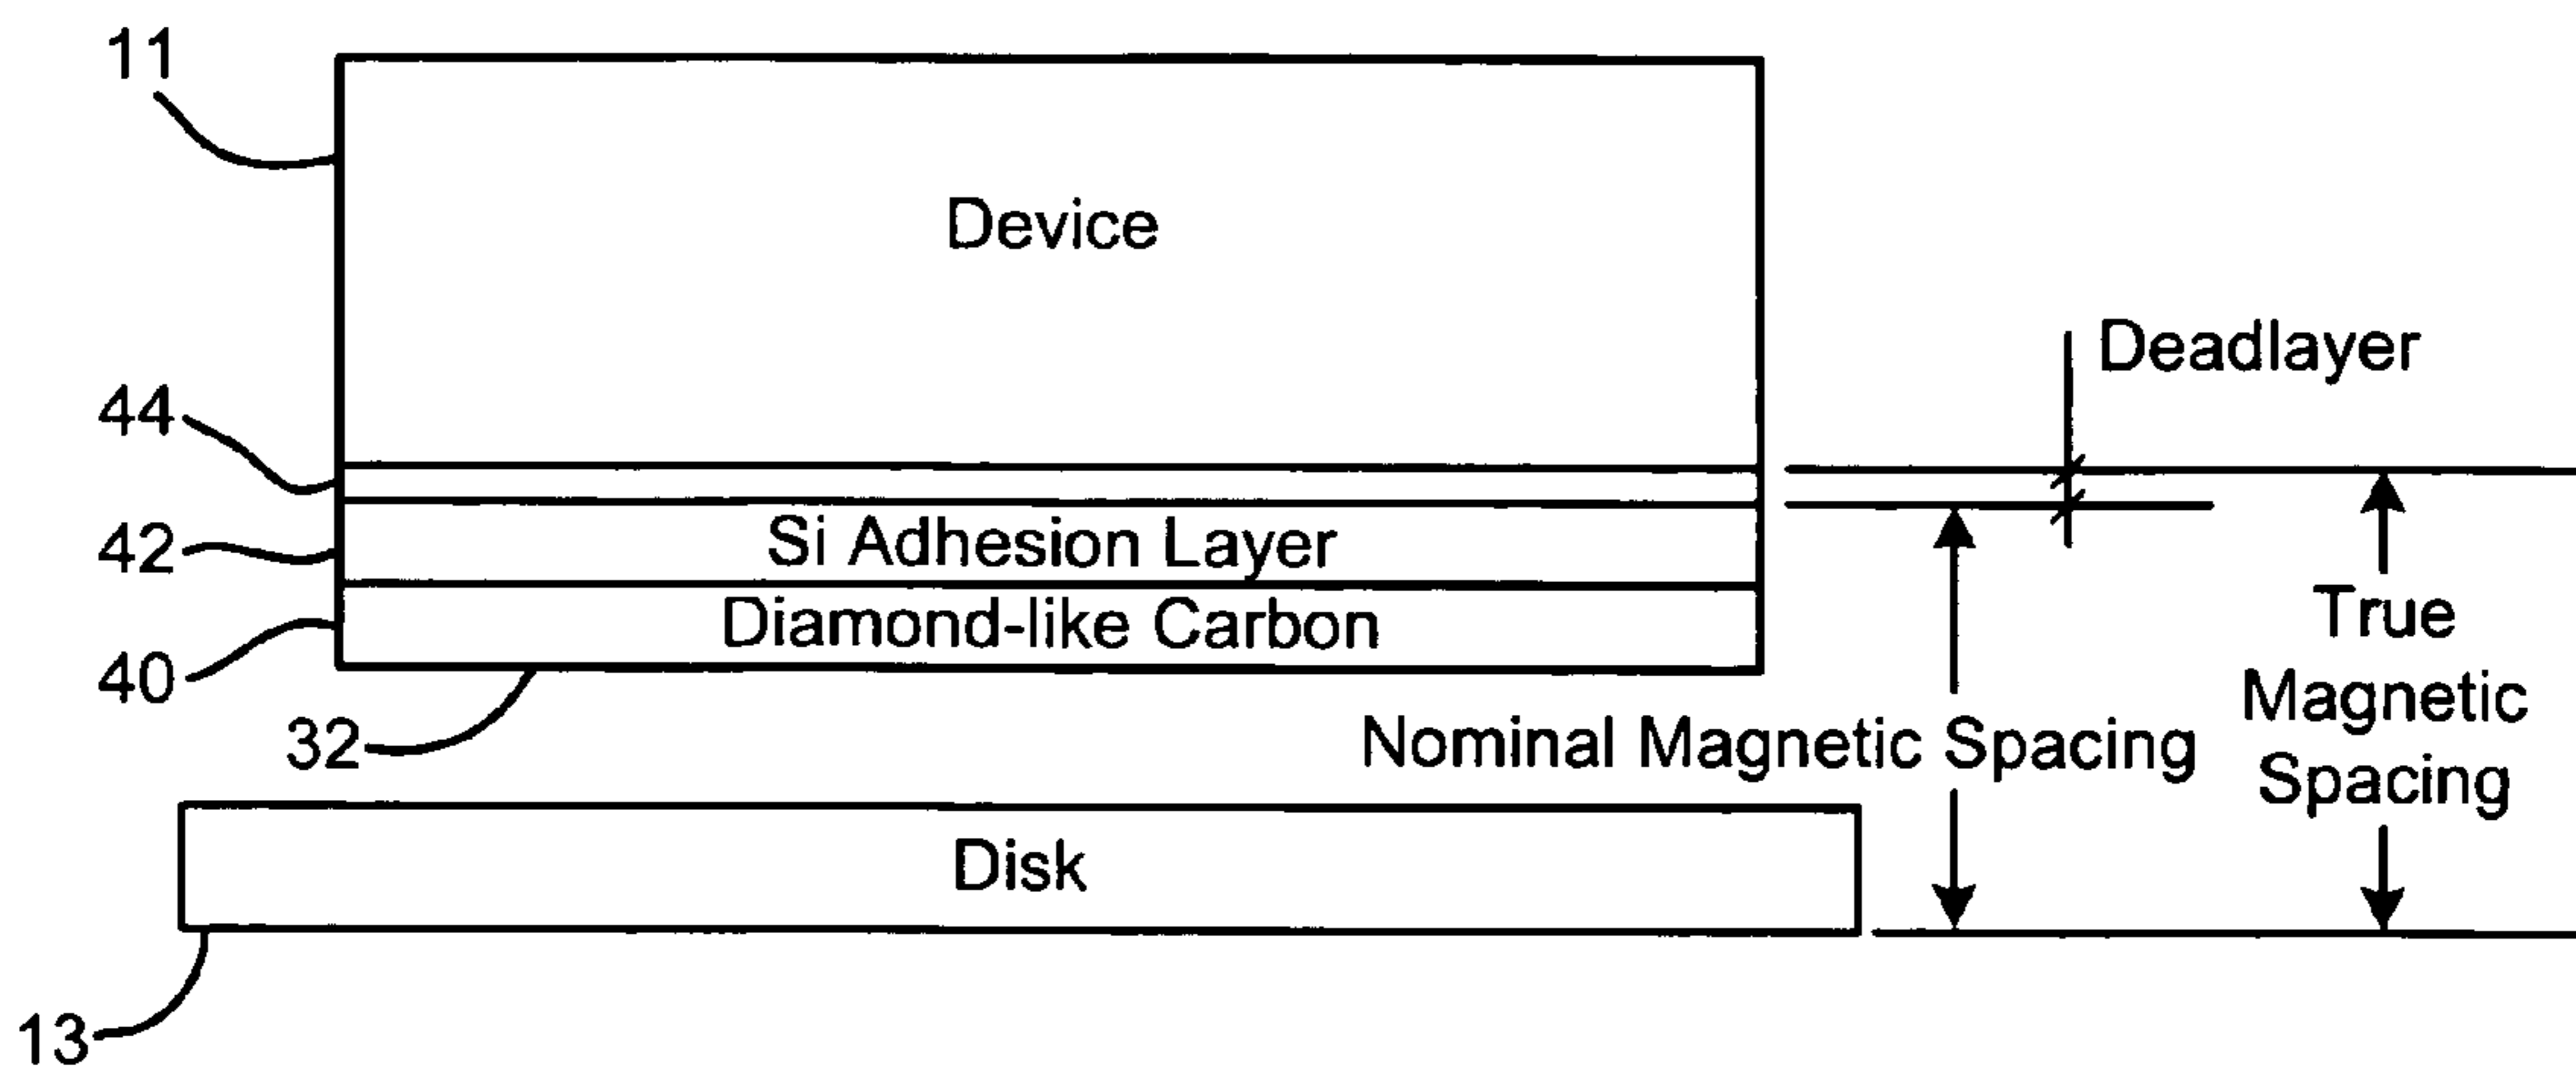 11
Device
Deadlayer
44
42
Si Adhesion Layer
True
Magnetic
Spacing
40
Diamond-like Carbon
32
Nominal Magnetic Spacing
Disk
13